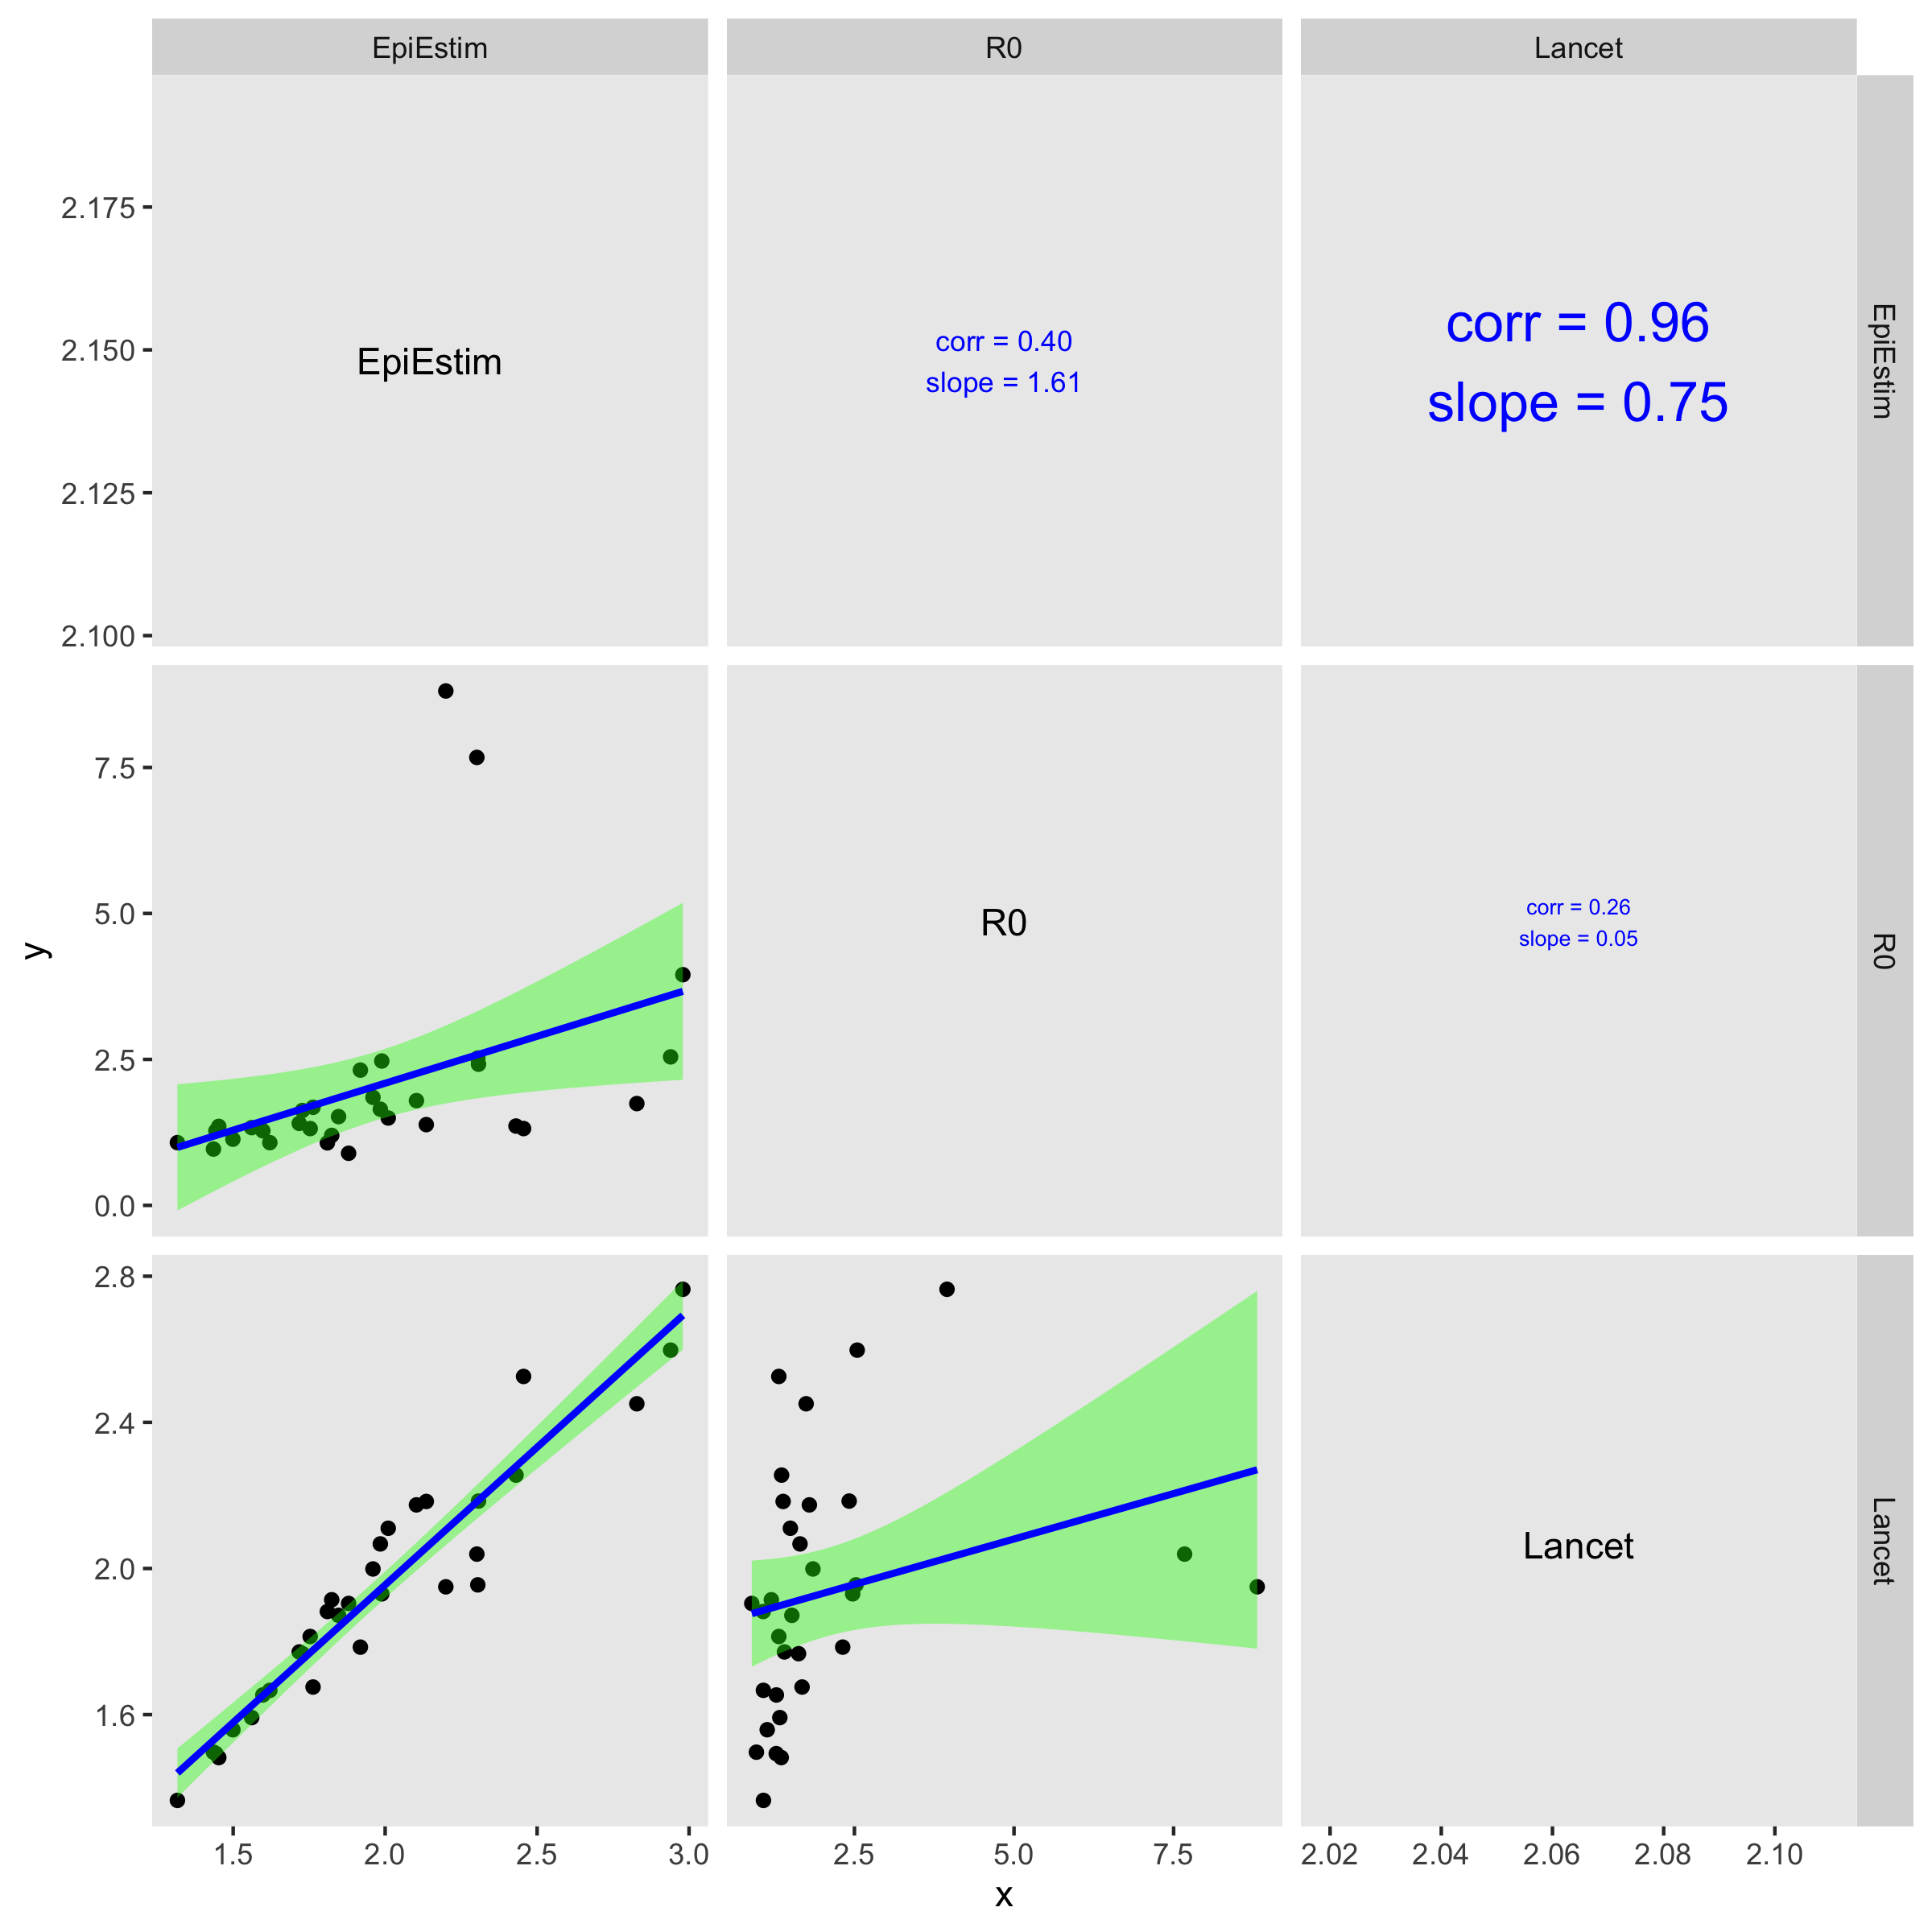 EpiEstim R0 Lancet
2.175
2.150
2.125
2.100
EpiEstim
corr = 0.40
slope = 1.61
corr = 0.96
slope = 0.75
EpiEstim
y
7.5
5.0
2.5
0.0
R0
corr = 0.26
slope = 0.05
R0
2.8
2.4
2.0
1.6
Lancet
Lancet
1.5 2.0 2.5 3.0 2.5 5.0 7.5 2.02 2.04 2.06 2.08 2.10
x